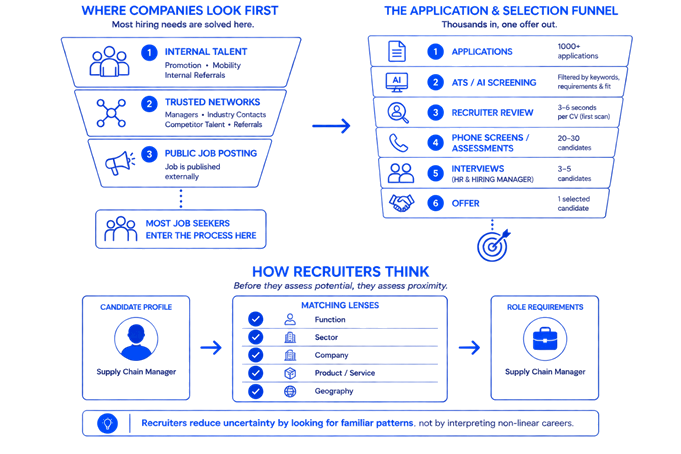 WHERE COMPANIES LOOK FIRST
Most hiring needs are solved here.
1 INTERNAL TALENT
Promotion • Mobility
Internal Referrals
2 TRUSTED NETWORKS
Managers • Industry Contacts
Competitor Talent • Referrals
3 PUBLIC JOB POSTING
Job is published
externally
MOST JOB SEEKERS
ENTER THE PROCESS HERE
THE APPLICATION & SELECTION FUNNEL
Thousands in, one offer out.
1 APPLICATIONS
1000+
applications
AI
2 ATS / AI SCREENING
Filtered by keywords,
requirements & fit
3 RECRUITER REVIEW
3–6 seconds
per CV (first scan)
4 PHONE SCREENS /
ASSESSMENTS
20–30
candidates
5 INTERVIEWS
(HR & HIRING MANAGER)
3–5
candidates
6 OFFER
1 selected
candidate
HOW RECRUITERS THINK
Before they assess potential, they assess proximity.
CANDIDATE PROFILE
Supply Chain Manager
MATCHING LENSES
Function
Sector
Company
Product / Service
Geography
ROLE REQUIREMENTS
Supply Chain Manager
Recruiters reduce uncertainty by looking for familiar patterns, not by interpreting non-linear careers.